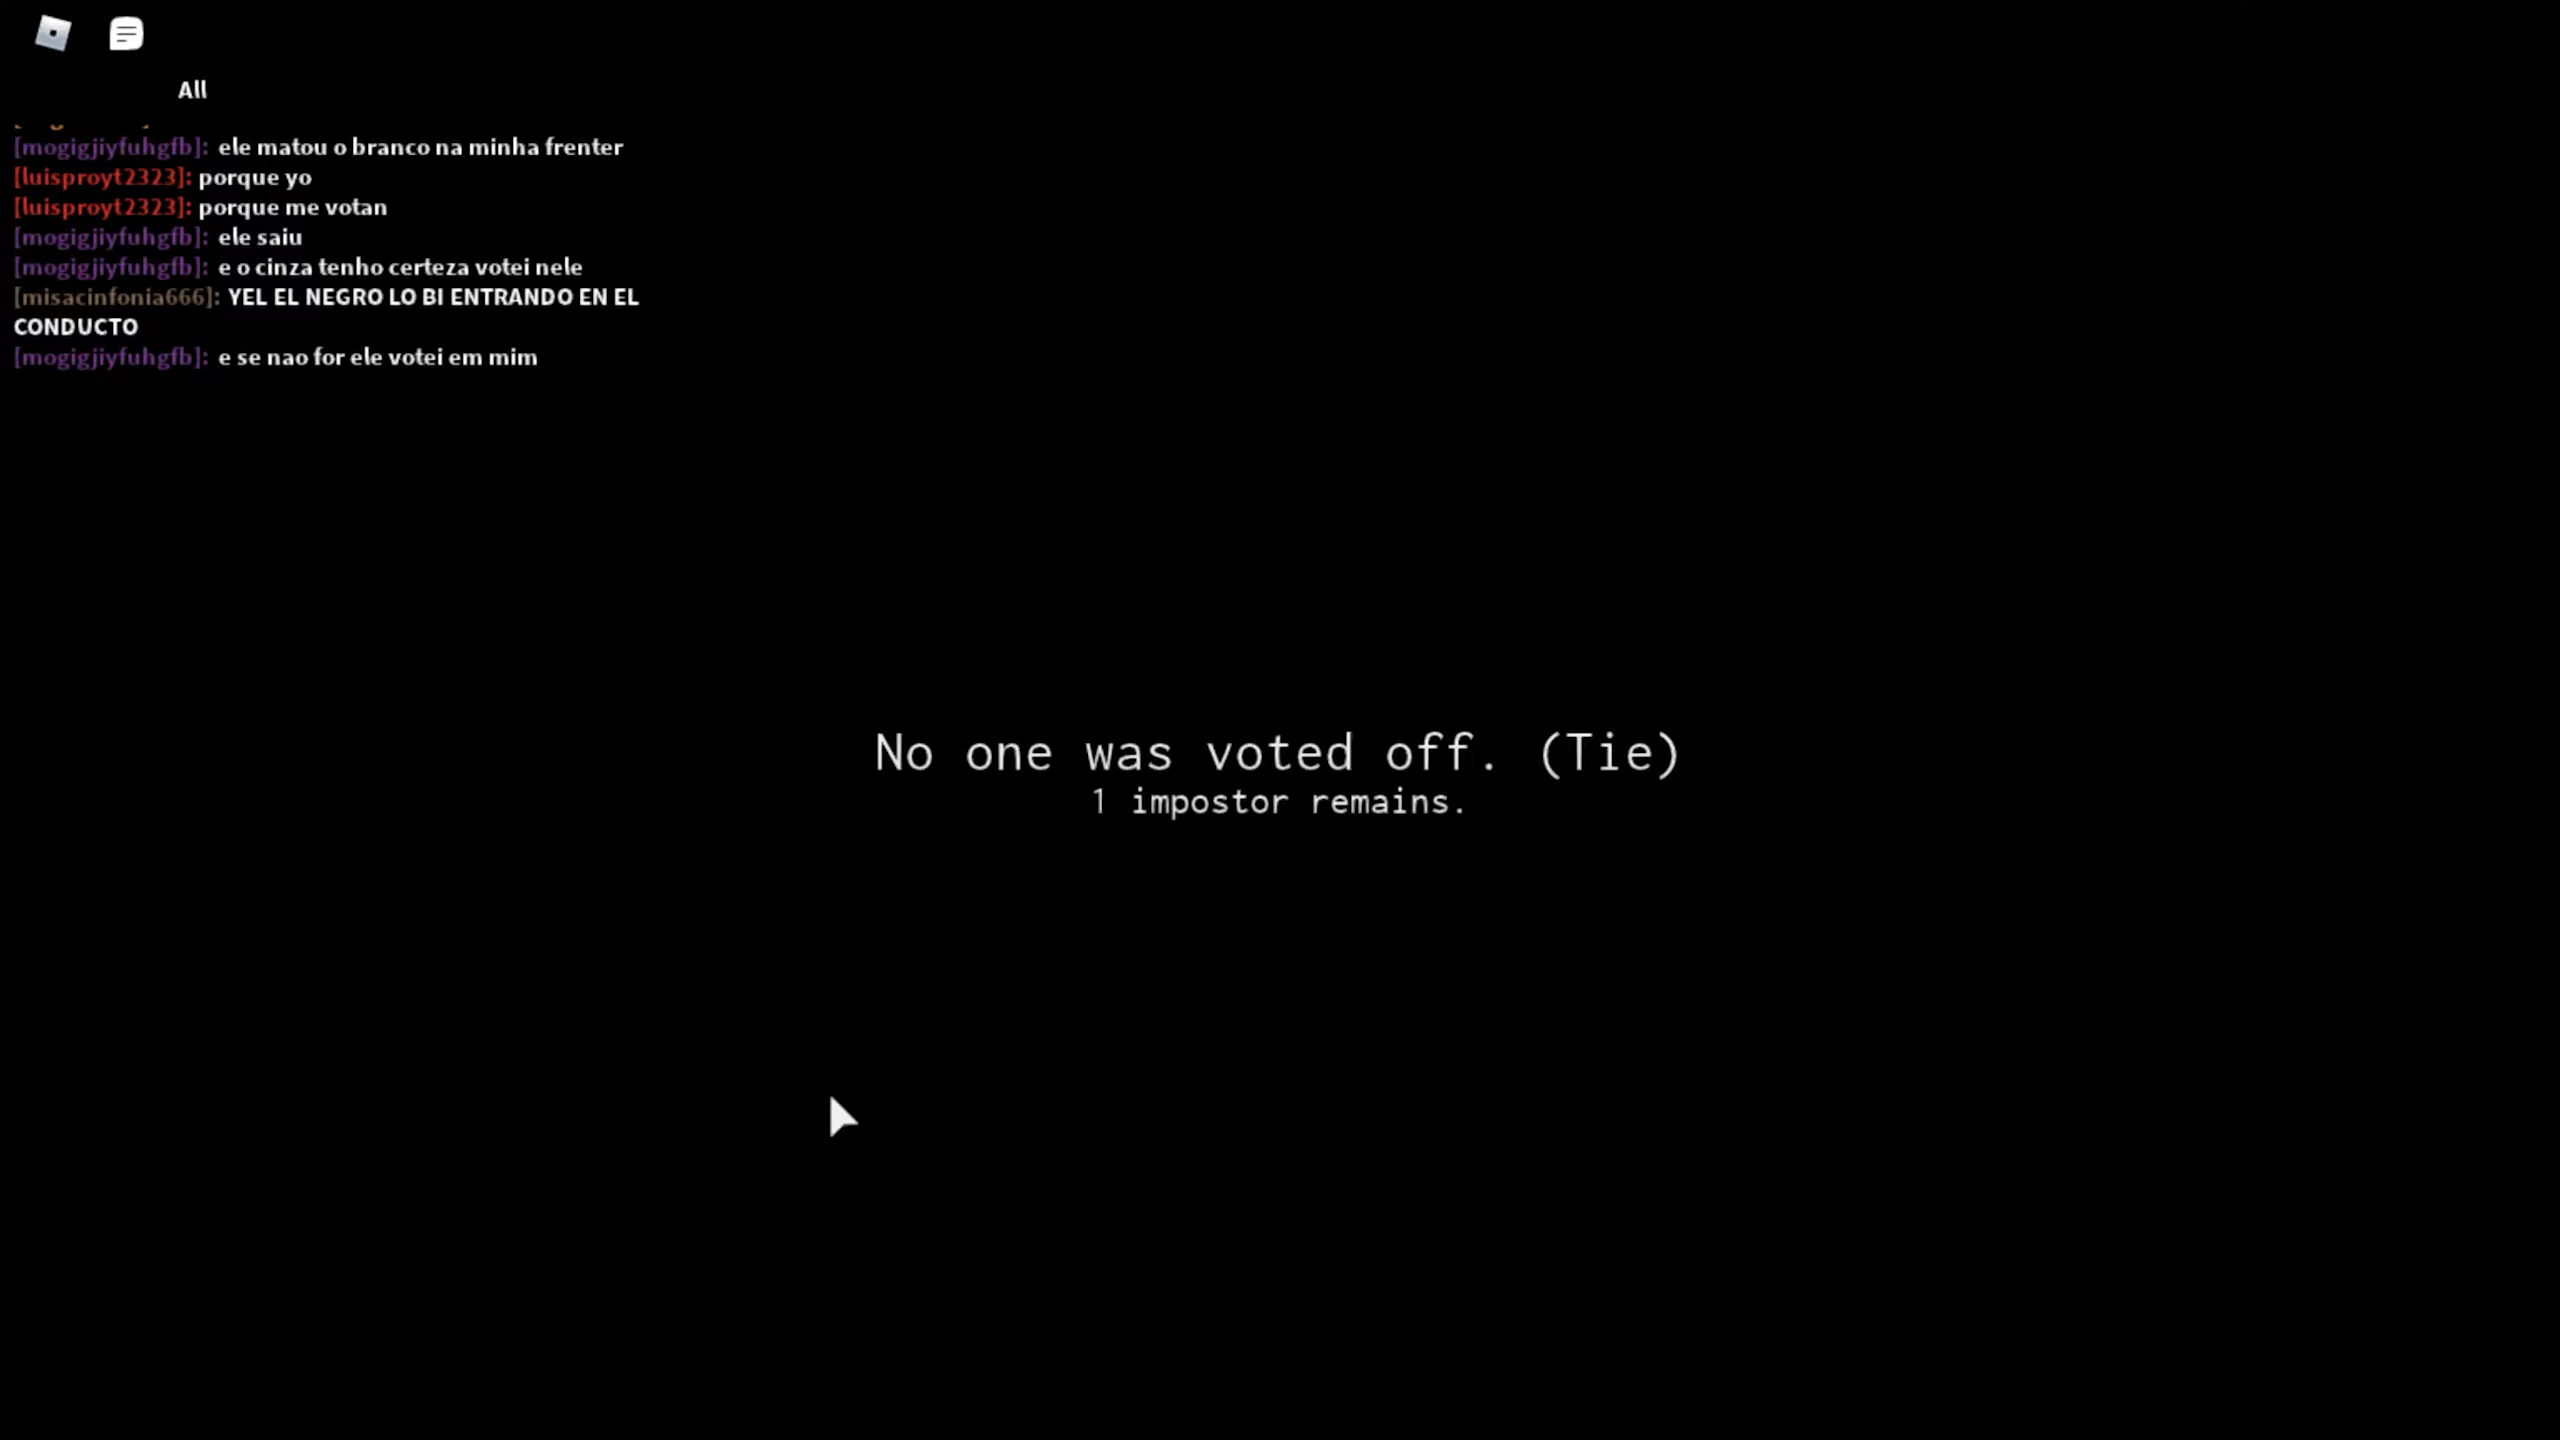 All
[mogigjiyfuhgfb]: ele matou o branco na minha frenter
[luisproyt2323]: porque yo
[luisproyt2323]: porque me votan
[mogigjiyfuhgfb]: ele saiu
[mogigjiyfuhgfb]: e o cinza tenho certeza votei nele
[misacinfonia666]: YEL EL NEGRO LO BI ENTRANDO EN EL
CONDUCTO
[mogigjiyfuhgfb]: e se nao for ele votei em mim
No one was voted off. (Tie)
1 impostor remains.